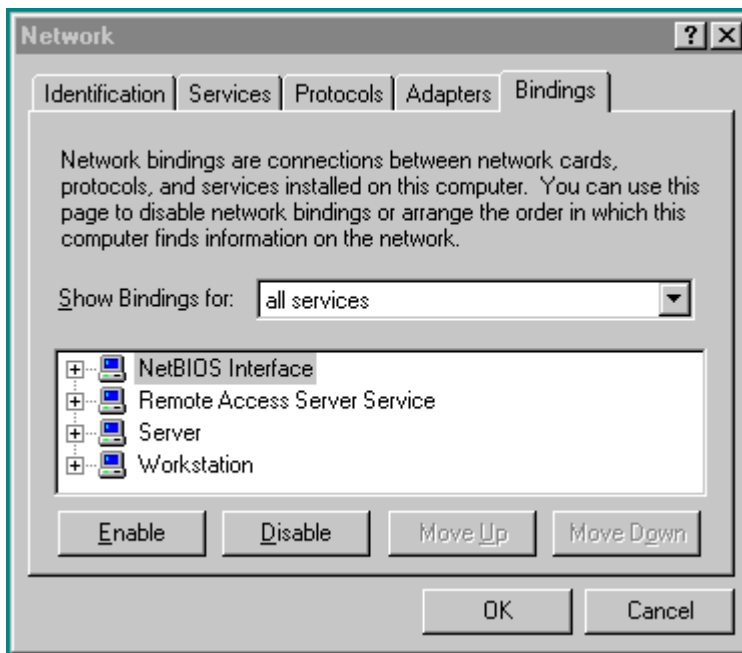 Network
Identification Services Protocols Adapters Bindings
Network bindings are connections between network cards,
protocols, and services installed on this computer. You can use this
page to disable network bindings or arrange the order in which this
computer finds information on the network.
Show Bindings for: all services
NetBIOS Interface
Remote Access Server Service
Server
Workstation
Enable Disable Move Up Move Down
OK Cancel